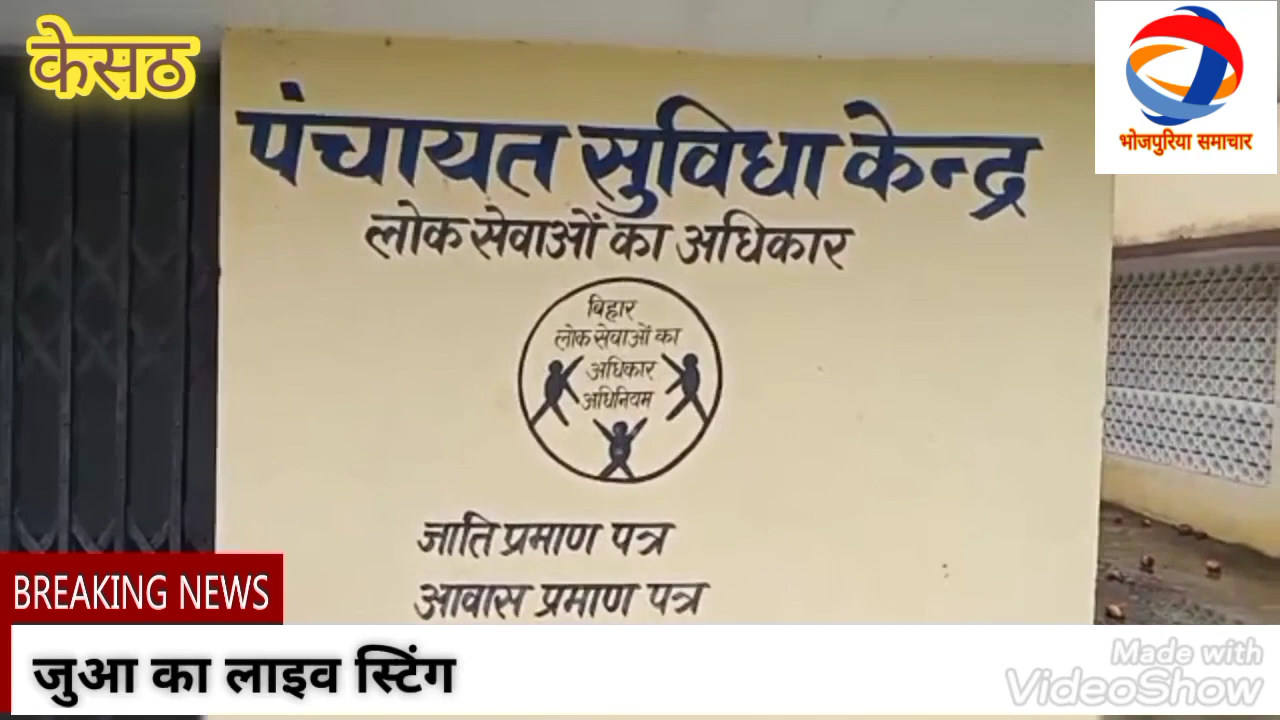 केसठ
भोजपुरिया समाचार
पंचायत सुविधा केन्द्र
लोक सेवाओं का अधिकार
बिहार
लोक सेवाओं का
अधिकार
अधिनियम
जाति प्रमाण पत्र
आवास प्रमाण पत्र
BREAKING NEWS
जुआ का लाइव स्टिंग
Made with
VideoShow